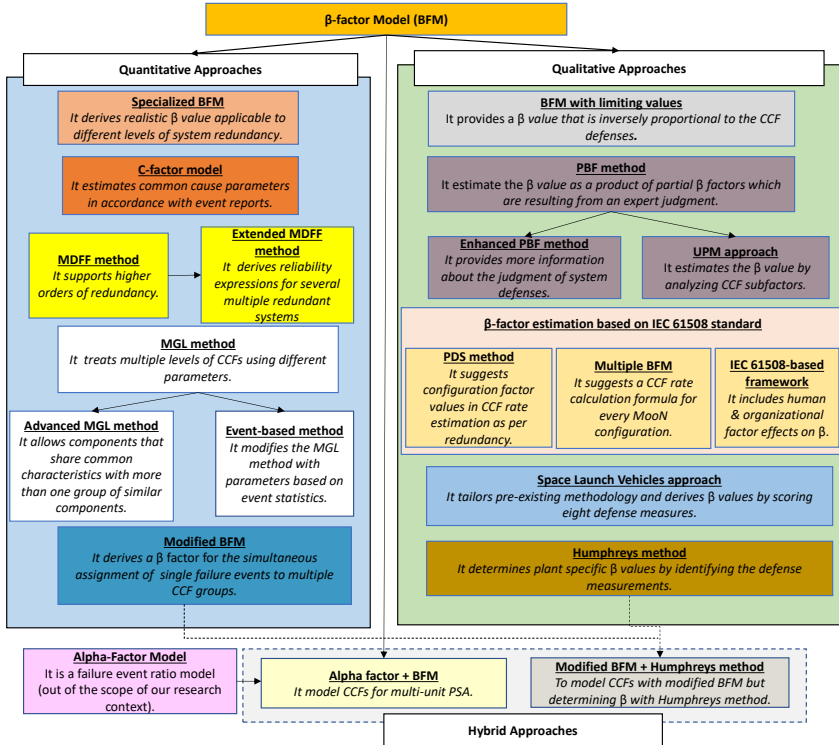 β-factor Model (BFM)
Quantitative Approaches
Specialized BFM
It derives realistic β value applicable to
different levels of system redundancy.
C-factor model
It estimates common cause parameters
in accordance with event reports.
MDFF method
It supports higher
orders of redundancy.
Extended MDFF
method
It derives reliability
expressions for several
multiple redundant
systems
MGL method
It treats multiple levels of CCFs using different
parameters.
Advanced MGL method
It allows components that
share common
characteristics with more
than one group of similar
components.
Event-based method
It modifies the MGL
method with
parameters based on
event statistics.
Modified BFM
It derives a β factor for the simultaneous
assignment of single failure events to multiple
CCF groups.
Qualitative Approaches
BFM with limiting values
It provides a β value that is inversely proportional to the CCF
defenses.
PBF method
It estimate the β value as a product of partial β factors which
are resulting from an expert judgment.
Enhanced PBF method
It provides more information
about the judgment of system
defenses.
UPM approach
It estimates the β value by
analyzing CCF subfactors.
β-factor estimation based on IEC 61508 standard
PDS method
It suggests
configuration factor
values in CCF rate
estimation as per
redundancy.
Multiple BFM
It suggests a CCF rate
calculation formula for
every MooN
configuration.
IEC 61508-based
framework
It includes human
& organizational
factor effects on β.
Space Launch Vehicles approach
It tailors pre-existing methodology and derives β values by scoring
eight defense measures.
Humphreys method
It determines plant specific β values by identifying the defense
measurements.
Alpha-Factor Model
It is a failure event ratio model
(out of the scope of our research
context).
Alpha factor + BFM
It model CCFs for multi-unit PSA.
Modified BFM + Humphreys method
To model CCFs with modified BFM but
determining β with Humphreys method.
Hybrid Approaches